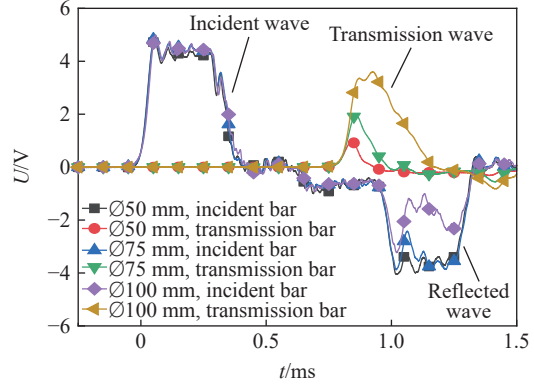 6
4
2
0
−2
−4
−6
U/V
Incident wave
Transmission wave
∅50 mm, incident bar
∅50 mm, transmission bar
∅75 mm, incident bar
∅75 mm, transmission bar
∅100 mm, incident bar
∅100 mm, transmission bar
Reflected
wave
0
0.5
1.0
1.5
t/ms